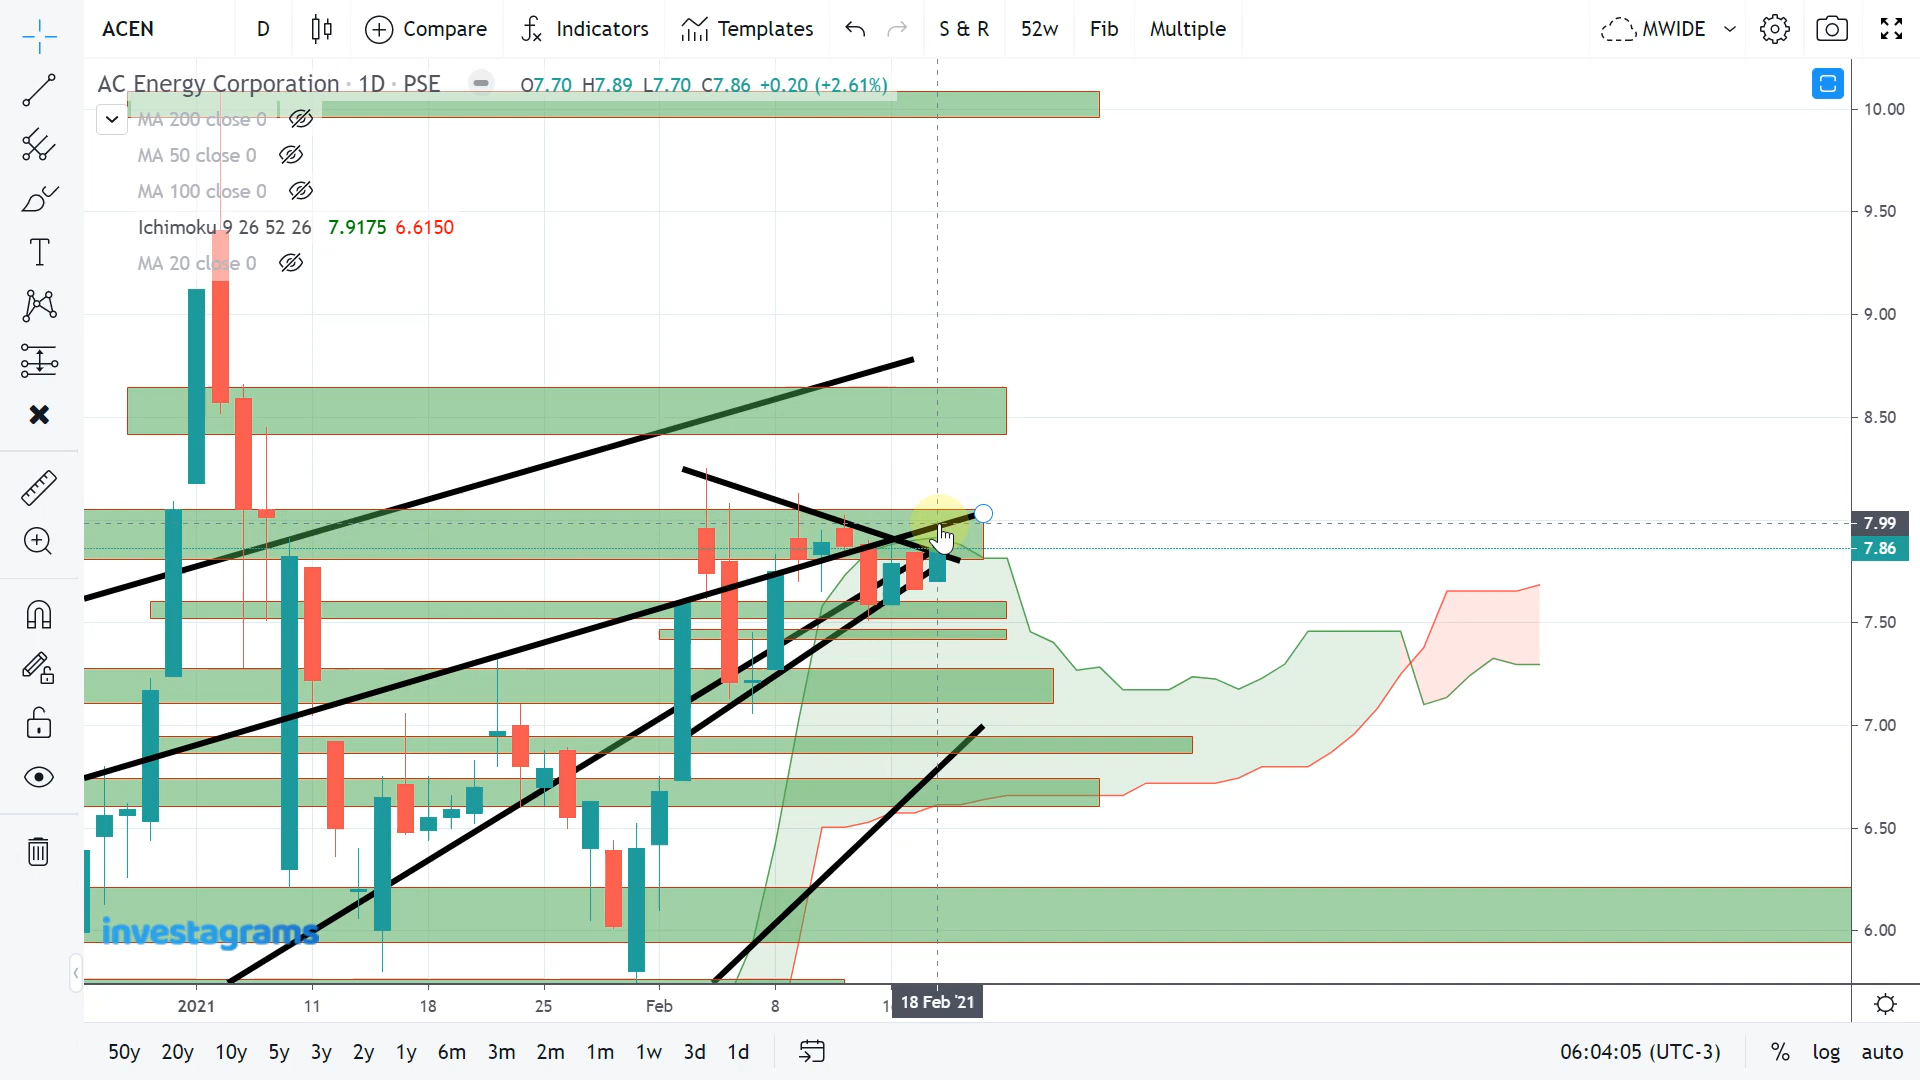 ACEN D Compare Indicators Templates S & R 52w Fib Multiple MWIDE
AC Energy Corporation · 1D · PSE O7.70 H7.89 L7.70 C7.86 +0.20 (+2.61%)
MA 200 close 0
MA 50 close 0
MA 100 close 0
Ichimoku 9 26 52 26 7.9175 6.6150
MA 20 close 0
10.00
9.50
9.00
8.50
7.99
7.86
7.50
7.00
6.50
6.00
investagrams
2021 11 18 25 Feb 8 18 Feb '21
50y 20y 10y 5y 3y 2y 1y 6m 3m 2m 1m 1w 3d 1d 06:04:05 (UTC-3) % log auto